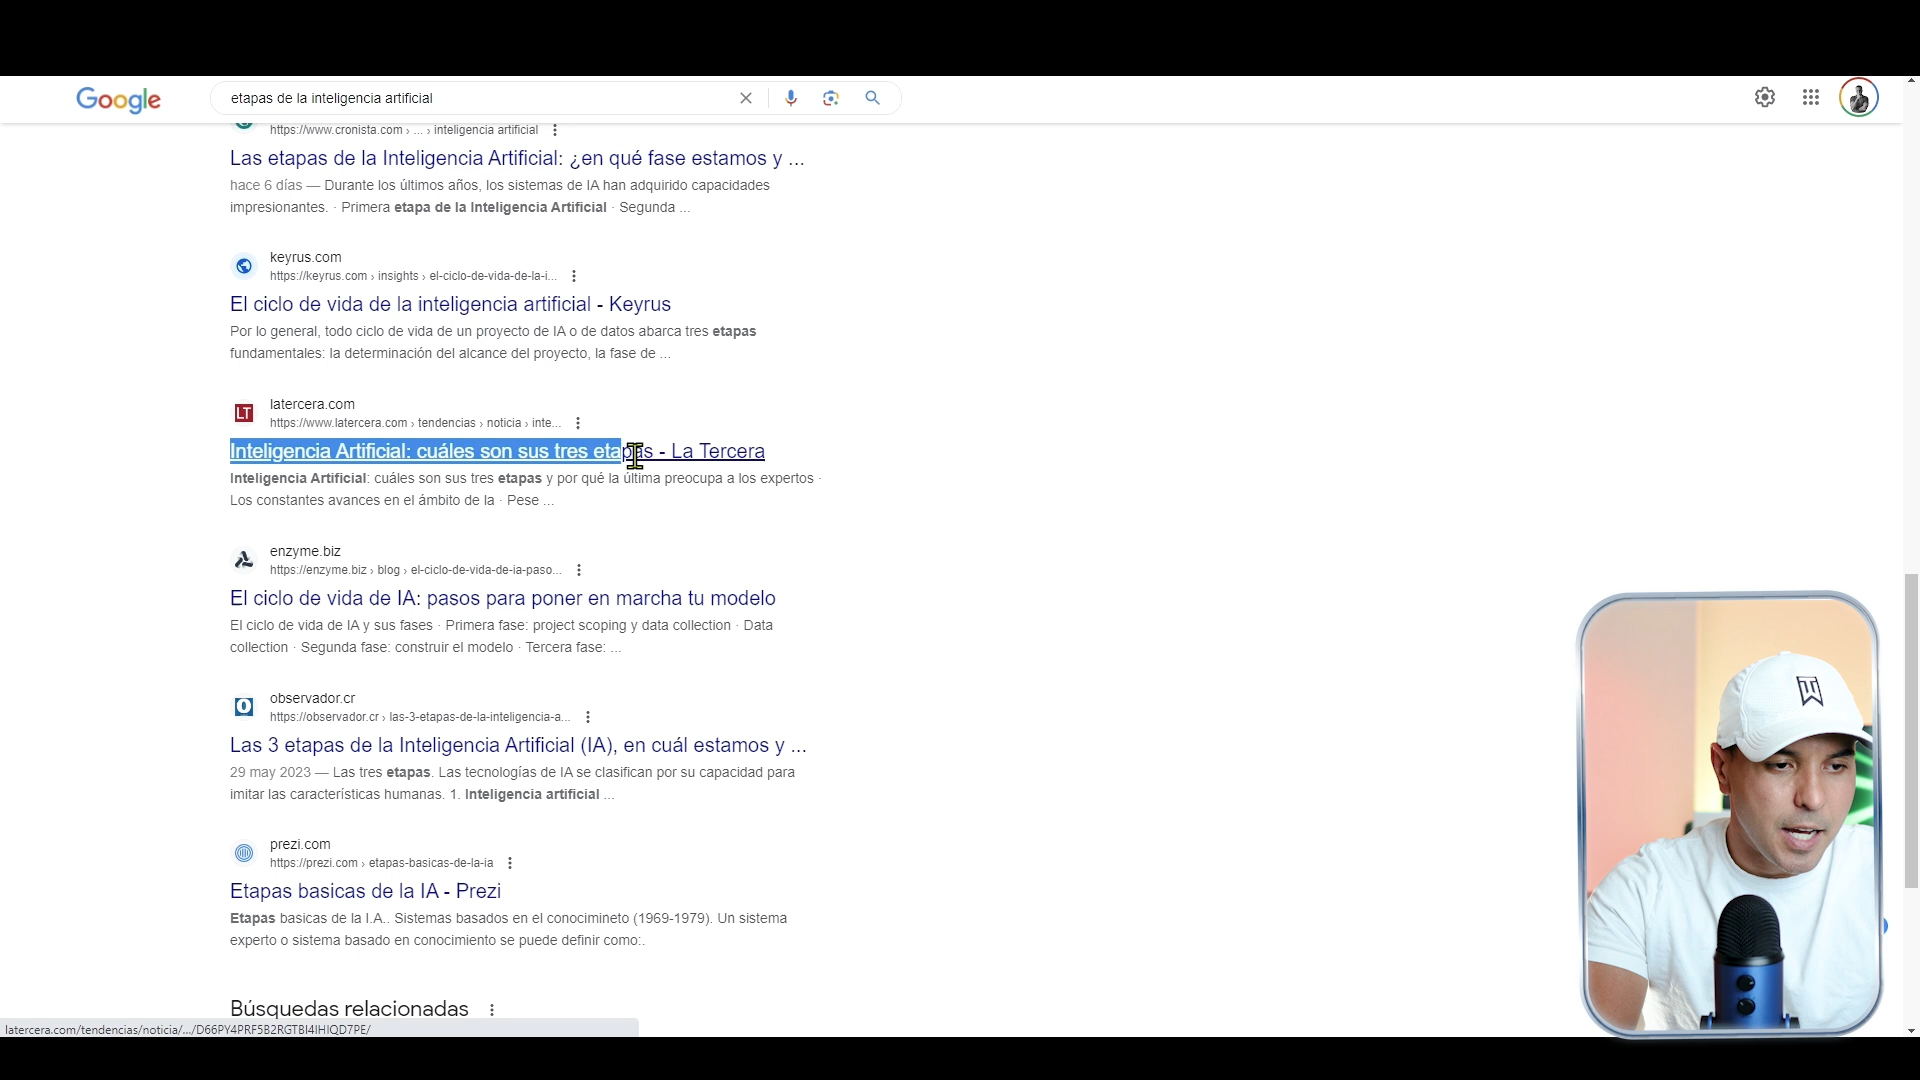 Google
etapas de la inteligencia artificial
https://www.cronista.com › ... › inteligencia artificial
Las etapas de la Inteligencia Artificial: ¿en qué fase estamos y ...
hace 6 días — Durante los últimos años, los sistemas de IA han adquirido capacidades
impresionantes. · Primera etapa de la Inteligencia Artificial · Segunda ...
keyrus.com
https://keyrus.com › insights › el-ciclo-de-vida-de-la-i...
El ciclo de vida de la inteligencia artificial - Keyrus
Por lo general, todo ciclo de vida de un proyecto de IA o de datos abarca tres etapas
fundamentales: la determinación del alcance del proyecto, la fase de ...
LT
latercera.com
https://www.latercera.com › tendencias › noticia › inte...
Inteligencia Artificial: cuáles son sus tres etapas - La Tercera
Inteligencia Artificial: cuáles son sus tres etapas y por qué la última preocupa a los expertos ·
Los constantes avances en el ámbito de la · Pese ...
enzyme.biz
https://enzyme.biz › blog › el-ciclo-de-vida-de-ia-paso...
El ciclo de vida de IA: pasos para poner en marcha tu modelo
El ciclo de vida de IA y sus fases · Primera fase: project scoping y data collection · Data
collection · Segunda fase: construir el modelo · Tercera fase: ...
O
observador.cr
https://observador.cr › las-3-etapas-de-la-inteligencia-a...
Las 3 etapas de la Inteligencia Artificial (IA), en cuál estamos y ...
29 may 2023 — Las tres etapas. Las tecnologías de IA se clasifican por su capacidad para
imitar las características humanas. 1. Inteligencia artificial ...
prezi.com
https://prezi.com › etapas-basicas-de-la-ia
Etapas basicas de la IA - Prezi
Etapas basicas de la I.A.. Sistemas basados en el conocimineto (1969-1979). Un sistema
experto o sistema basado en conocimiento se puede definir como:.
Búsquedas relacionadas
latercera.com/tendencias/noticia/.../D66PY4PRF5B2RGTBI4IHIQD7PE/